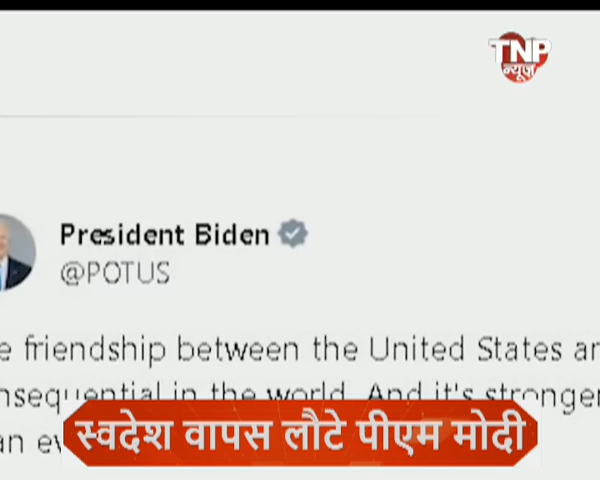 TNP
न्यूज़
President Biden
@POTUS
e friendship between the United States ar
nsequential in the world. And it's stronger
an ev
स्वदेश वापस लौटे पीएम मोदी